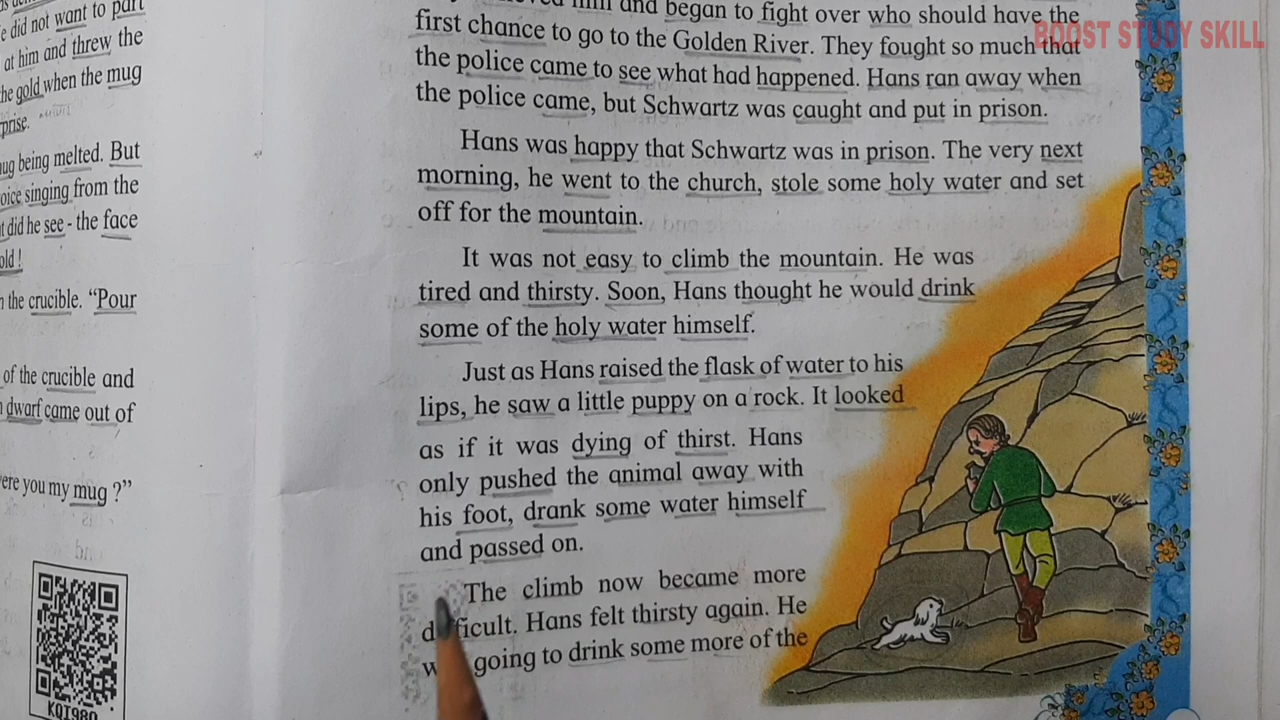 e did not want to part
at him and threw the
he gold when the mug
prise.
ug being melted. But
oice singing from the
t did he see - the face
old !
n the crucible. “Pour
of the crucible and
dwarf came out of
ere you my mug ?”
KQI980
him and began to fight over who should have the
first chance to go to the Golden River. They fought so much that
the police came to see what had happened. Hans ran away when
the police came, but Schwartz was caught and put in prison.
Hans was happy that Schwartz was in prison. The very next
morning, he went to the church, stole some holy water and set
off for the mountain.
It was not easy to climb the mountain. He was
tired and thirsty. Soon, Hans thought he would drink
some of the holy water himself.
Just as Hans raised the flask of water to his
lips, he saw a little puppy on a rock. It looked
as if it was dying of thirst. Hans
only pushed the animal away with
his foot, drank some water himself
and passed on.
The climb now became more
difficult. Hans felt thirsty again. He
going to drink some more of the
BOOST STUDY SKILL